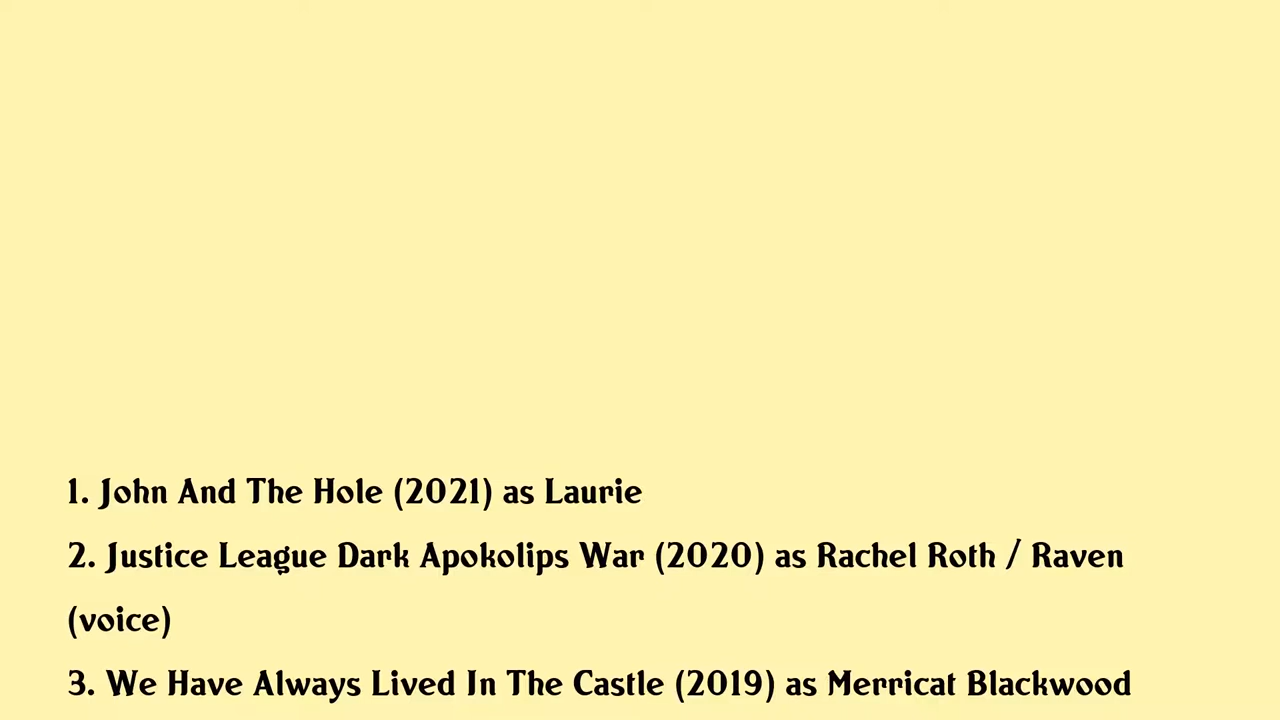 1. John And The Hole (2021) as Laurie
2. Justice League Dark Apokolips War (2020) as Rachel Roth / Raven
(voice)
3. We Have Always Lived In The Castle (2019) as Merricat Blackwood